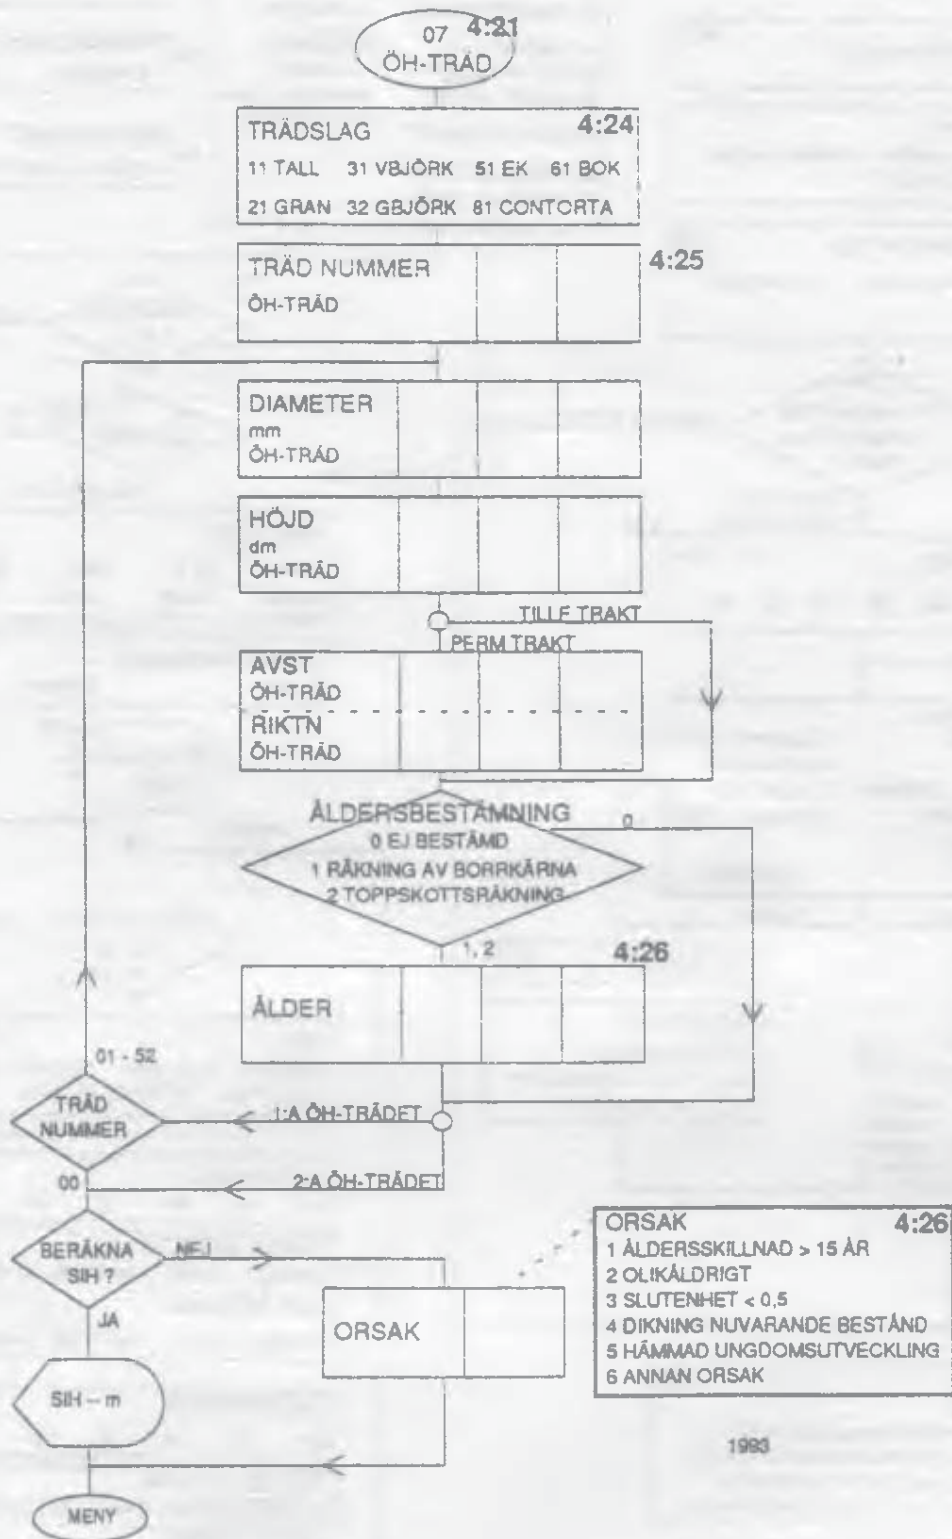 07 4:21
ÖH-TRÄD
TRÄDSLAG 4:24
11 TALL 31 VBJÖRK 51 EK 61 BOK
21 GRAN 32 GBJÖRK 81 CONTORTA
TRÄD NUMMER 4:25
ÖH-TRÄD
DIAMETER
mm
ÖH-TRÄD
HÖJD
dm
ÖH-TRÄD
TILLF TRAKT
PERM TRAKT
AVST
ÖH-TRÄD
RIKTN
ÖH-TRÄD
ÅLDERSBESTÄMNING
0 EJ BESTÄMD
0
1 RÄKNING AV BORRKÄRNA
2 TOPPSKOTTSRÄKNING
1, 2 4:26
ÅLDER
01 - 52
TRÄD
NUMMER
1:A ÖH-TRÄDET
00
2:A ÖH-TRÄDET
BERÄKNA
SIH ?
NEJ
JA
ORSAK
ORSAK 4:26
1 ÅLDERSSKILLNAD > 15 ÅR
2 OLIKÅLDRIGT
3 SLUTENHET < 0,5
4 DIKNING NUVARANDE BESTÅND
5 HÄMMAD UNGDOMSUTVECKLING
6 ANNAN ORSAK
SIH -- m
1993
MENY